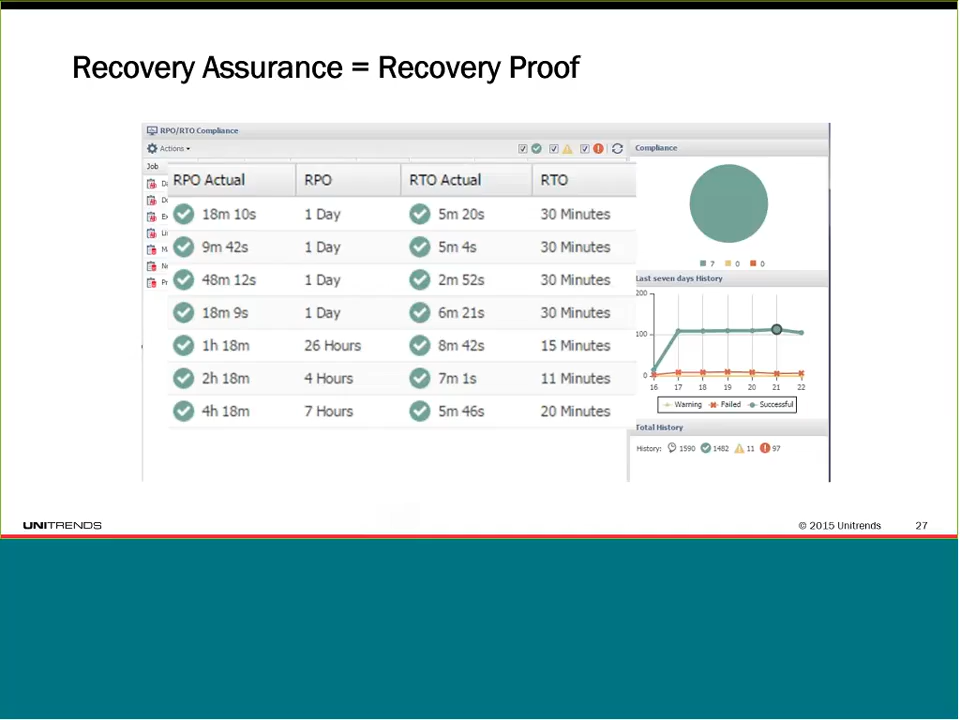 Recovery Assurance = Recovery Proof
RPO/RTO Compliance
Actions
Compliance
Job
RPO Actual RPO RTO Actual RTO
18m 10s 1 Day 5m 20s 30 Minutes
9m 42s 1 Day 5m 4s 30 Minutes
48m 12s 1 Day 2m 52s 30 Minutes
18m 9s 1 Day 6m 21s 30 Minutes
1h 18m 26 Hours 8m 42s 15 Minutes
2h 18m 4 Hours 7m 1s 11 Minutes
4h 18m 7 Hours 5m 46s 20 Minutes
7 0 0
Last seven days History
200
100
0
16 17 18 19 20 21 22
Warning Failed Successful
Total History
History: 1590 1482 11 97
UNITRENDS
© 2015 Unitrends 27